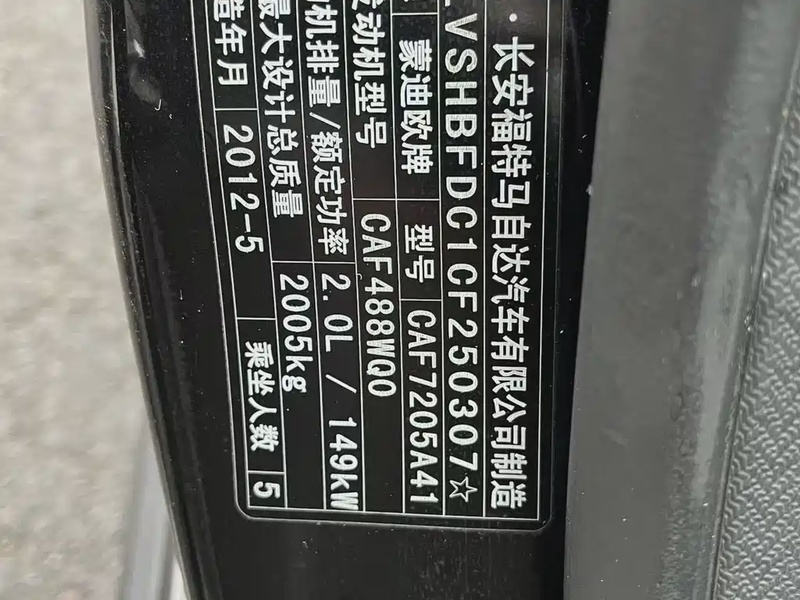 ·长安福特马自达汽车有限公司制造
LVSHBFDC1CF250307☆
蒙迪欧牌 型号 CAF7205A41
发动机型号 CAF488WQ0
机排量/额定功率 2.0L / 149kW
最大设计总质量 2005kg
造年月 2012-5 乘坐人数 5